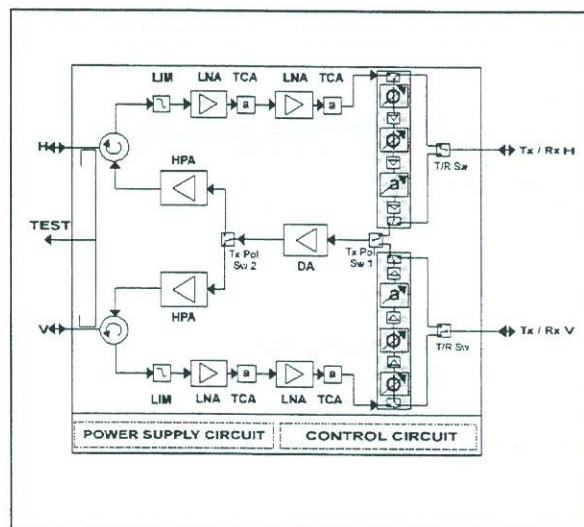 LIM LNA TCA LNA TCA
a a
Φ
H
Φ
T/R Sw
Tx / Rx H
HPA
a
TEST
Tx Pol
Sw 2
DA
Tx Pol
Sw 1
HPA
a
V
Φ
T/R Sw
Tx / Rx V
Φ
a a
LIM LNA TCA LNA TCA
POWER SUPPLY CIRCUIT CONTROL CIRCUIT